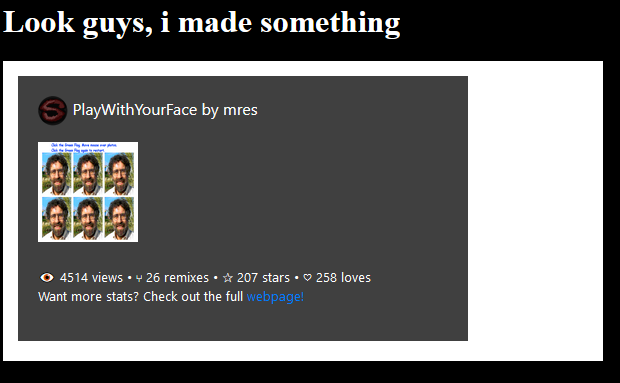 Look guys, i made something
PlayWithYourFace by mres
Click the Green Flag. Move mouse over photos.
Click the Green Flag again to restart.
4514 views • 26 remixes • ☆ 207 stars • ♡ 258 loves
Want more stats? Check out the full webpage!